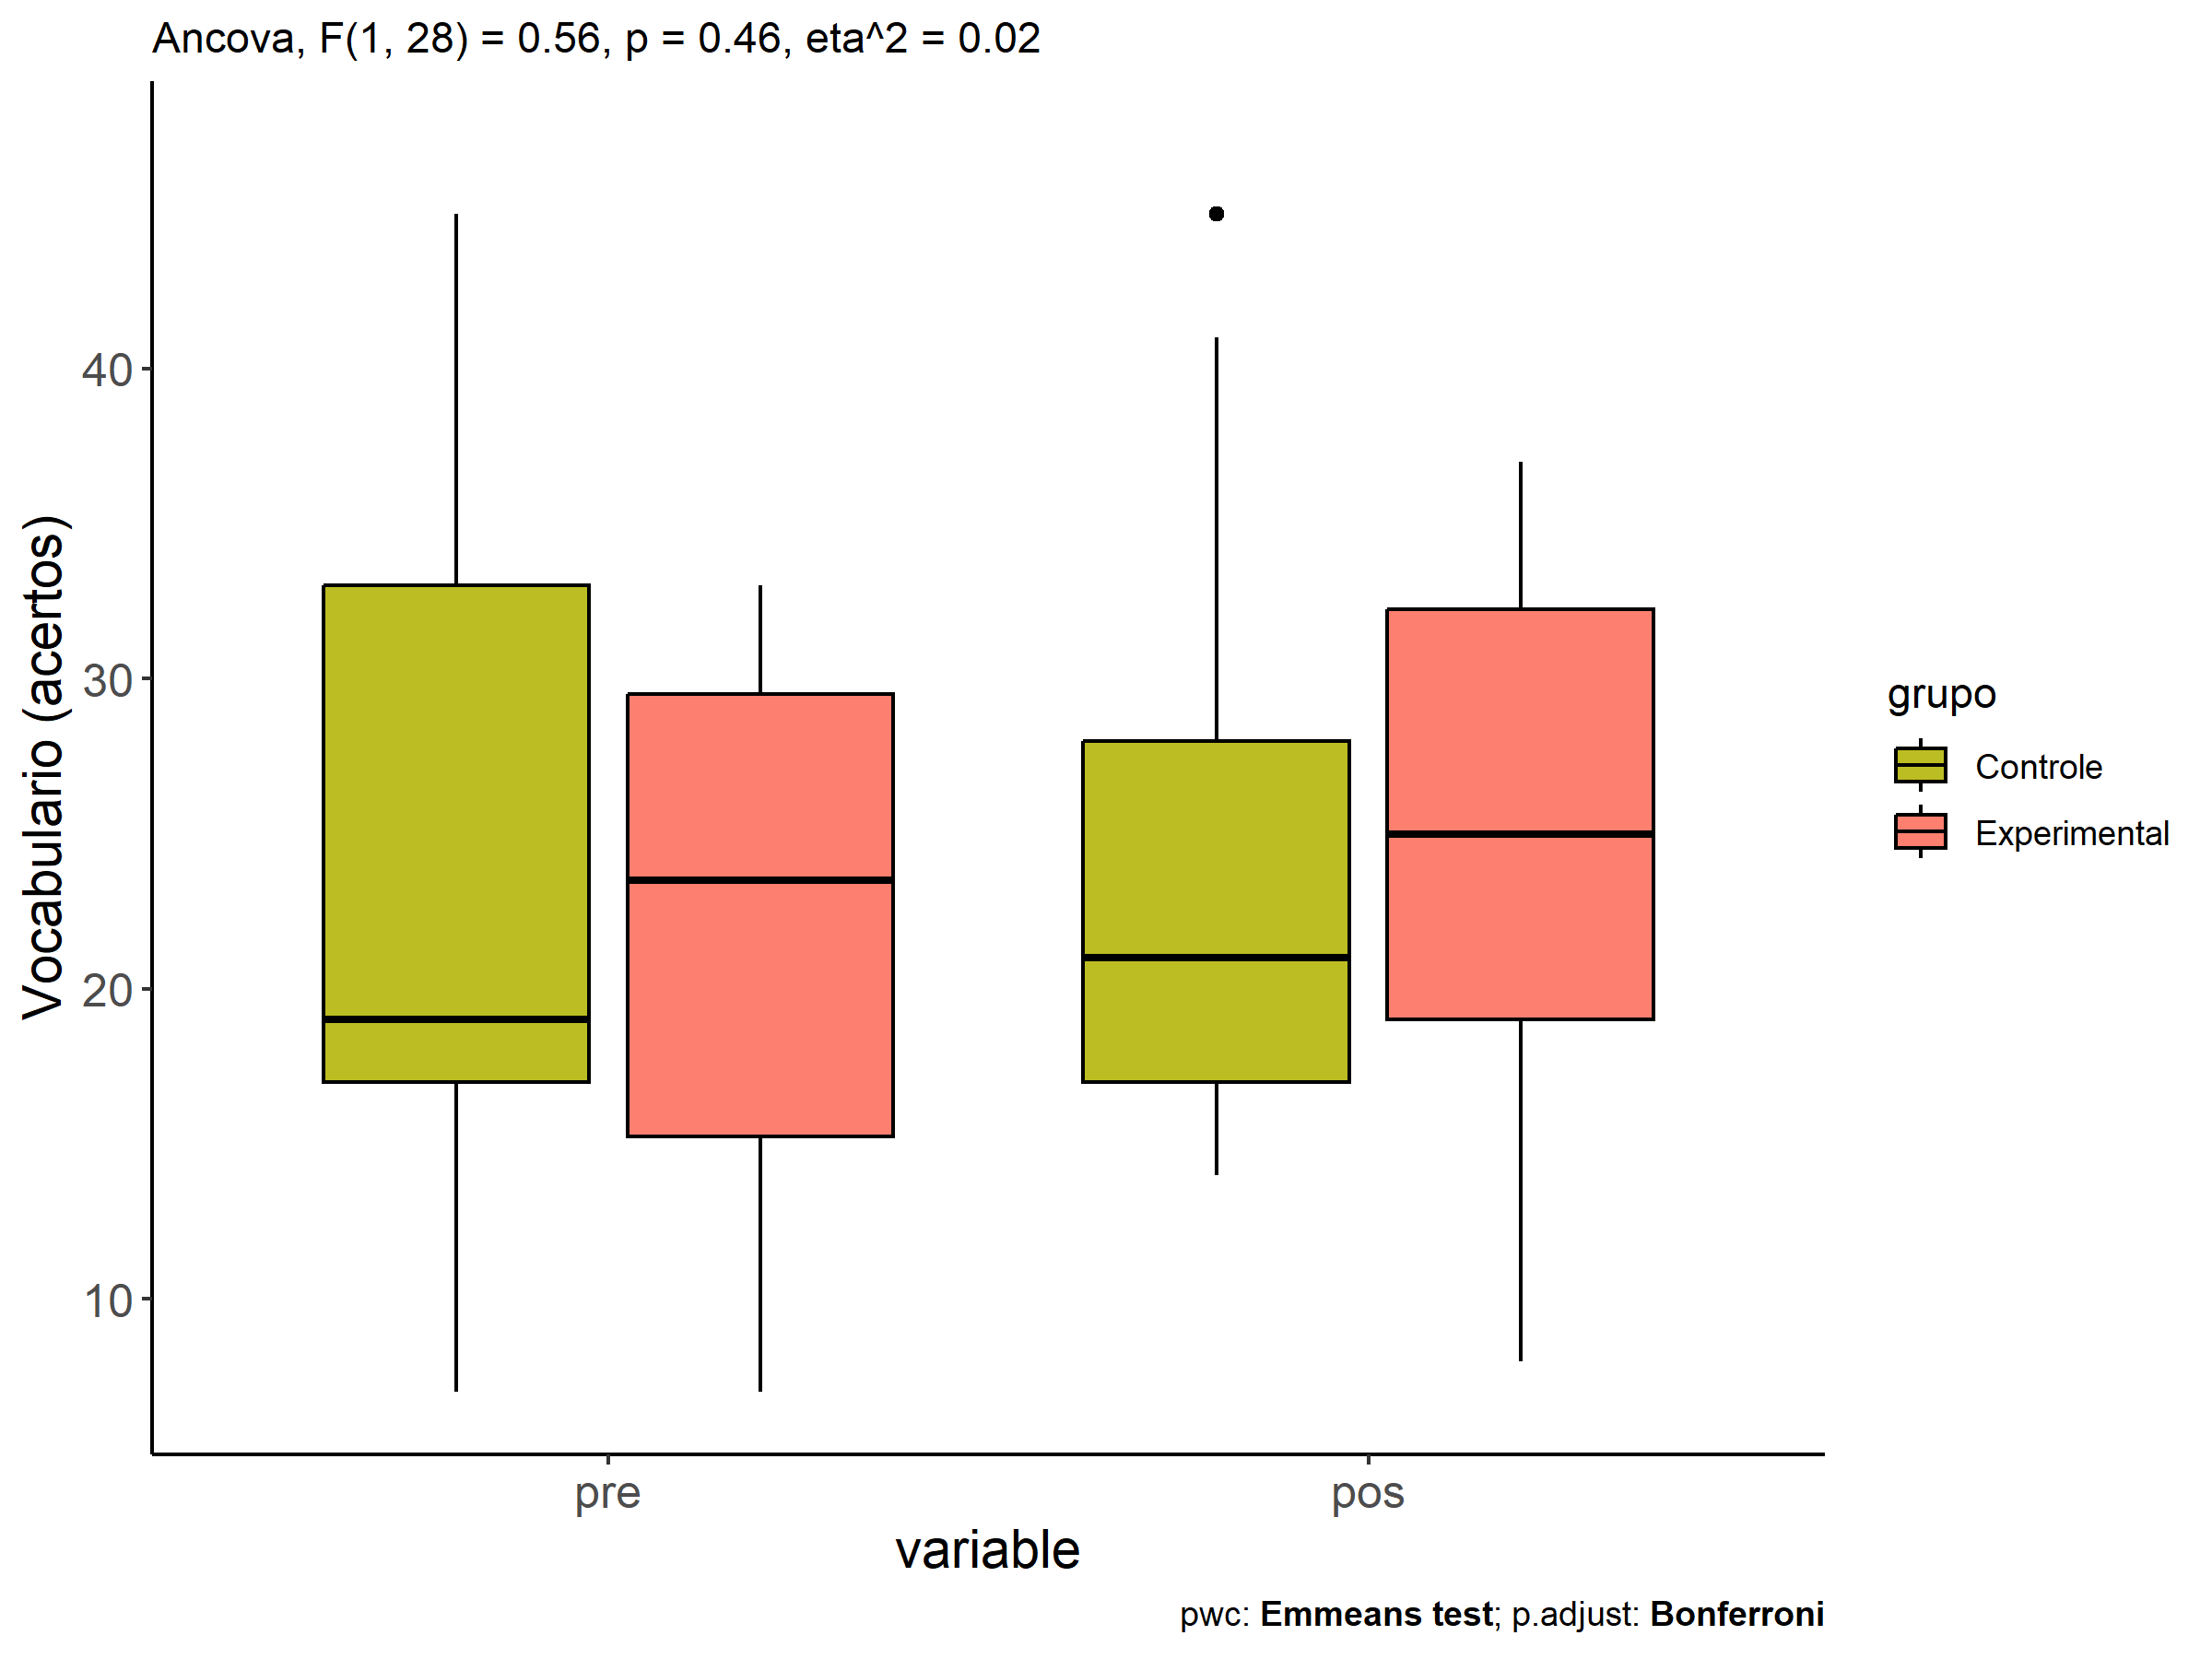 Ancova, F(1, 28) = 0.56, p = 0.46, eta^2 = 0.02
Vocabulario (acertos)
40
30
20
10
pre
pos
variable
grupo
Controle
Experimental
pwc: Emmeans test; p.adjust: Bonferroni